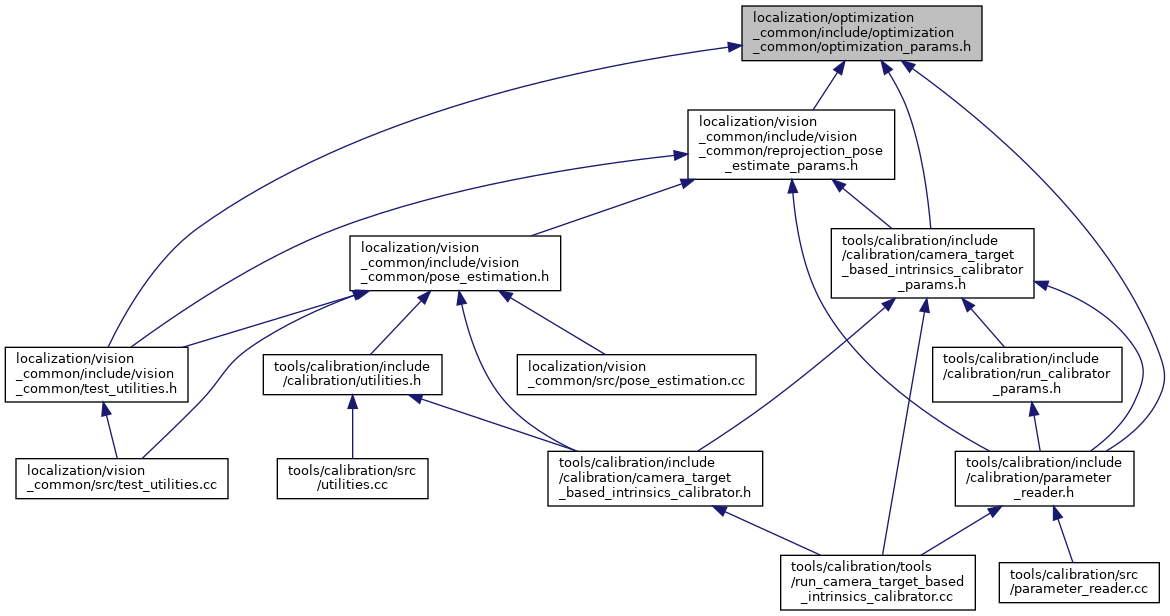 localization/optimization
_common/include/optimization
_common/optimization_params.h
localization/vision
_common/include/vision
_common/reprojection_pose
_estimate_params.h
tools/calibration/include
/calibration/camera_target
_based_intrinsics_calibrator
_params.h
localization/vision
_common/include/vision
_common/pose_estimation.h
localization/vision
_common/include/vision
_common/test_utilities.h
tools/calibration/include
/calibration/utilities.h
localization/vision
_common/src/pose_estimation.cc
tools/calibration/include
/calibration/run_calibrator
_params.h
localization/vision
_common/src/test_utilities.cc
tools/calibration/src
/utilities.cc
tools/calibration/include
/calibration/camera_target
_based_intrinsics_calibrator.h
tools/calibration/include
/calibration/parameter
_reader.h
tools/calibration/tools
/run_camera_target_based
_intrinsics_calibrator.cc
tools/calibration/src
/parameter_reader.cc